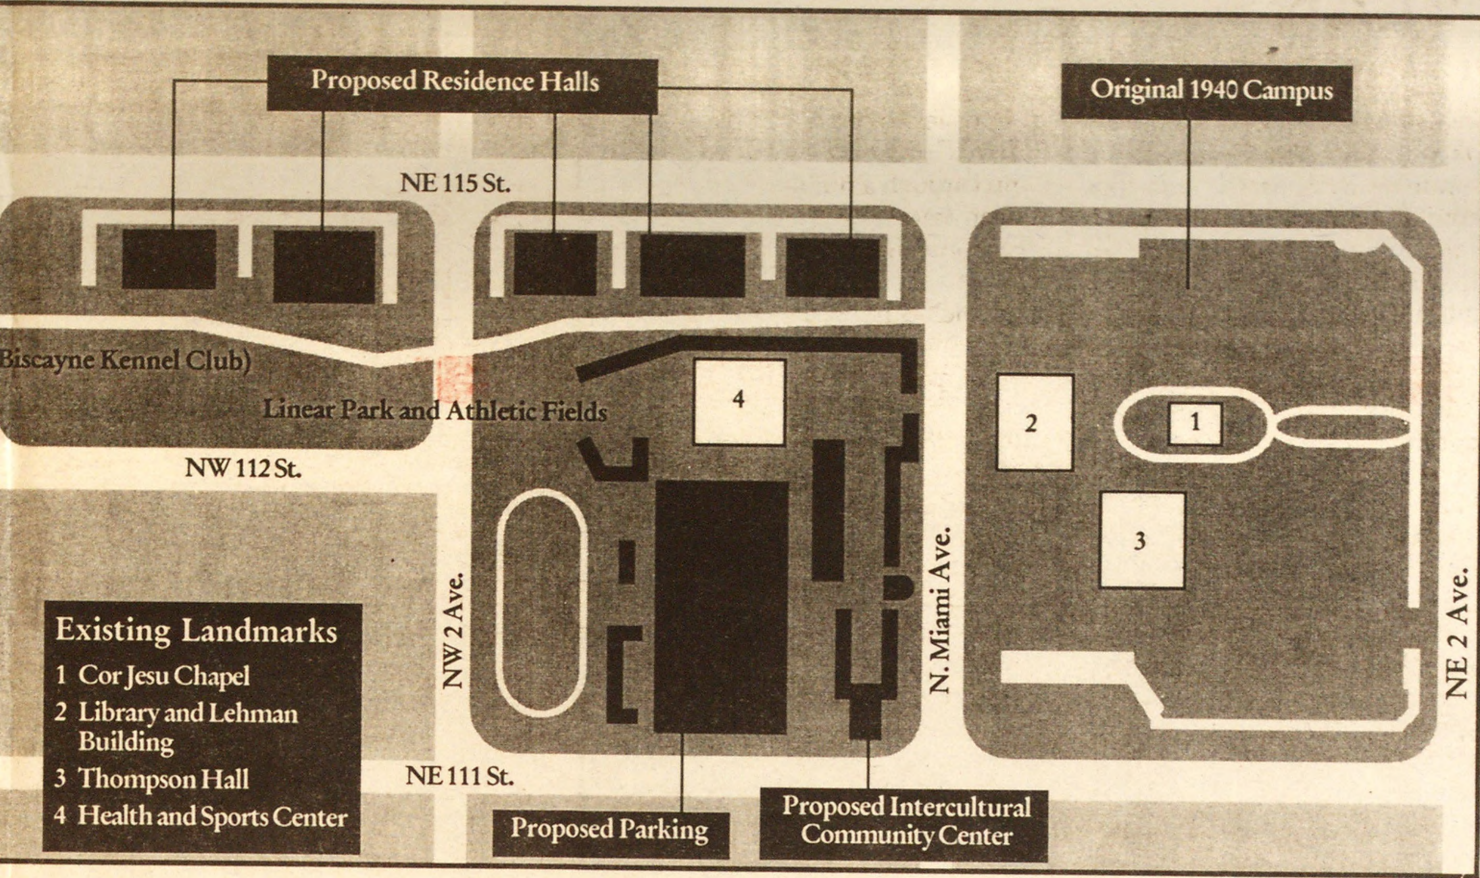 Proposed Residence Halls
Original 1940 Campus
NE 115 St.
Biscayne Kennel Club)
Linear Park and Athletic Fields
NW 112 St.
4
2
1
3
NW 2 Ave.
N. Miami Ave.
NE 2 Ave.
Existing Landmarks
1 Cor Jesu Chapel
2 Library and Lehman
Building
3 Thompson Hall
4 Health and Sports Center
NE 111 St.
Proposed Parking
Proposed Intercultural
Community Center